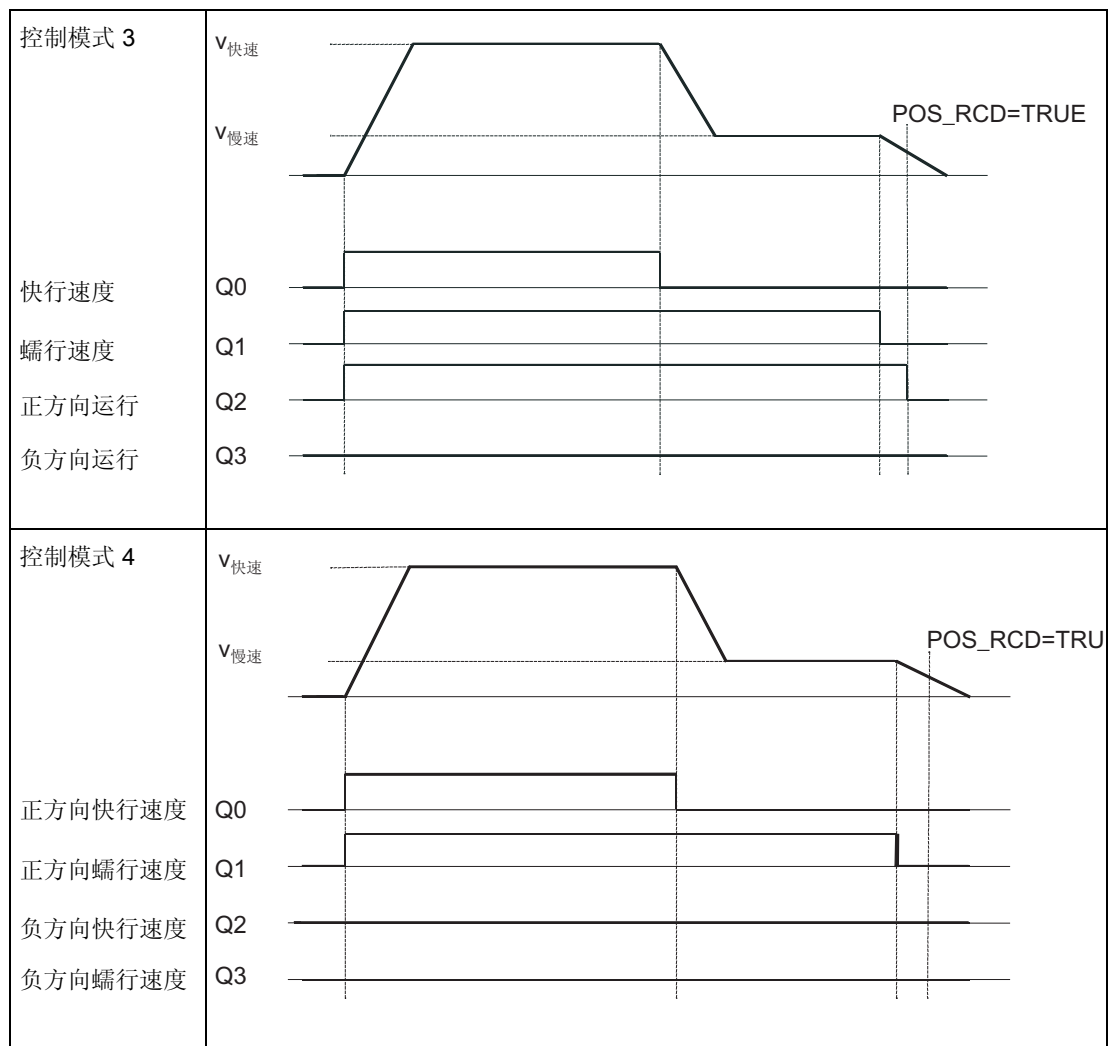 控制模式 3
V快速
V慢速
POS_RCD=TRUE
快行速度 Q0
蠕行速度 Q1
正方向运行 Q2
负方向运行 Q3
控制模式 4
V快速
V慢速
POS_RCD=TRU
正方向快行速度 Q0
正方向蠕行速度 Q1
负方向快行速度 Q2
负方向蠕行速度 Q3